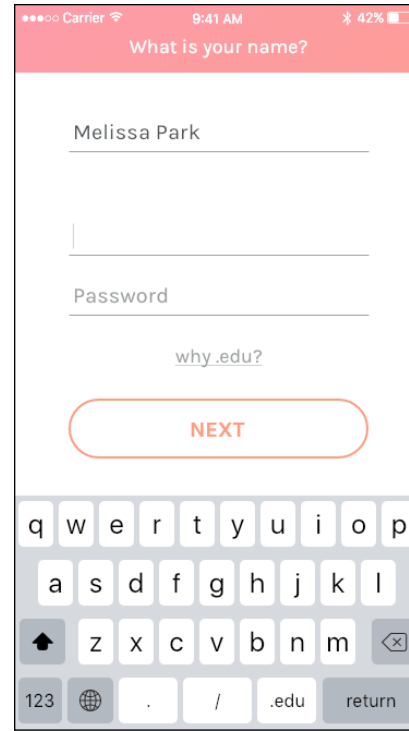 Carrier 9:41 AM 42%
What is your name?
Melissa Park
Password
why .edu?
NEXT
q w e r t y u i o p
a s d f g h j k l
z x c v b n m
123 . / .edu return